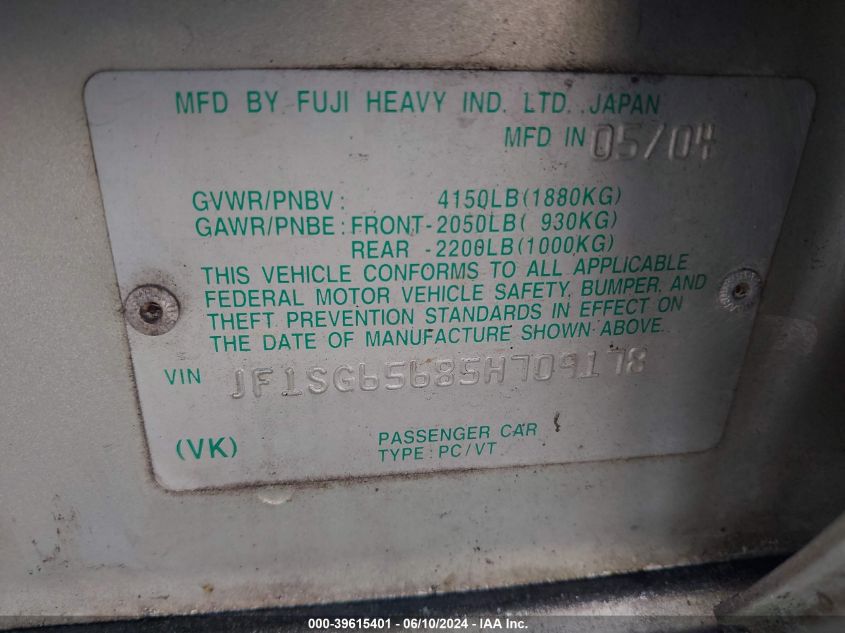 MFD BY FUJI HEAVY IND. LTD. JAPAN
MFD IN 05/04
GVWR/PNBV: 4150LB(1880KG)
GAWR/PNBE: FRONT-2050LB( 930KG)
REAR -2200LB(1000KG)
THIS VEHICLE CONFORMS TO ALL APPLICABLE
FEDERAL MOTOR VEHICLE SAFETY, BUMPER, AND
THEFT PREVENTION STANDARDS IN EFFECT ON
THE DATE OF MANUFACTURE SHOWN ABOVE.
VIN JF1SG65685H709178
(VK)
PASSENGER CAR
TYPE: PC/VT
000-39615401 - 06/10/2024 - IAA Inc.